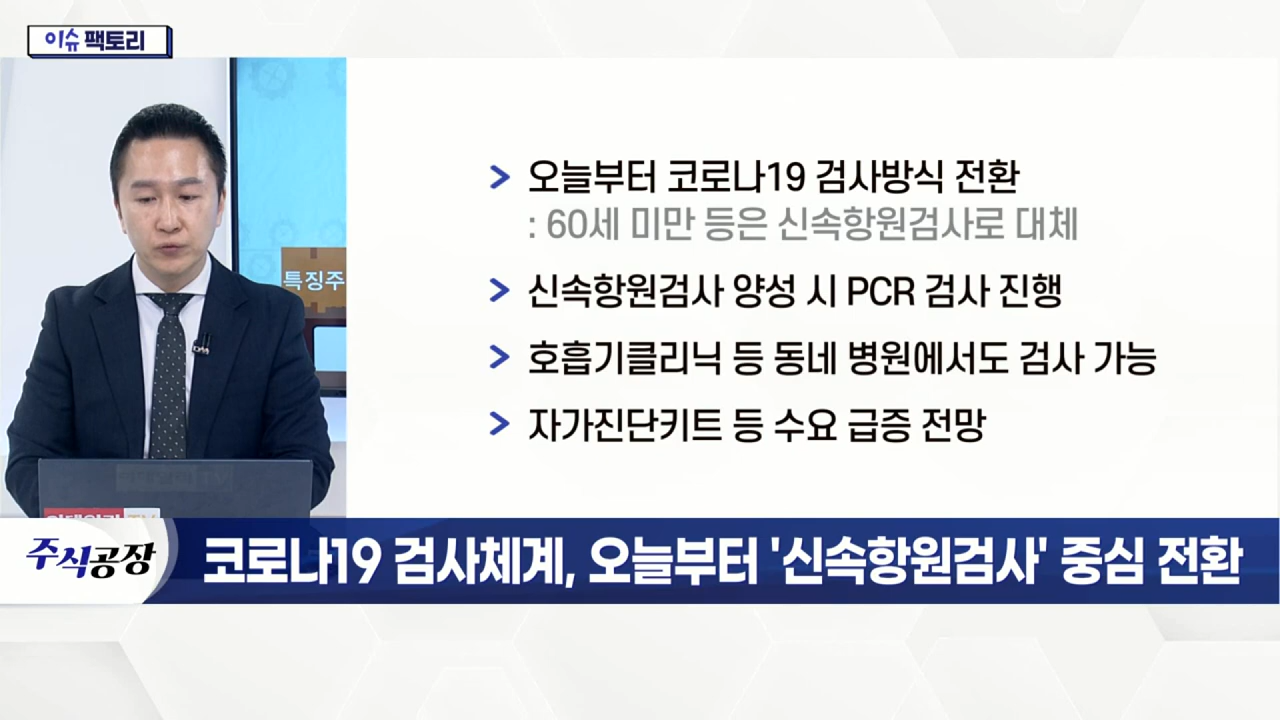 이슈 팩토리
특징주
> 오늘부터 코로나19 검사방식 전환
: 60세 미만 등은 신속항원검사로 대체
> 신속항원검사 양성 시 PCR 검사 진행
> 호흡기클리닉 등 동네 병원에서도 검사 가능
> 자가진단키트 등 수요 급증 전망
주식공장
코로나19 검사체계, 오늘부터 '신속항원검사' 중심 전환